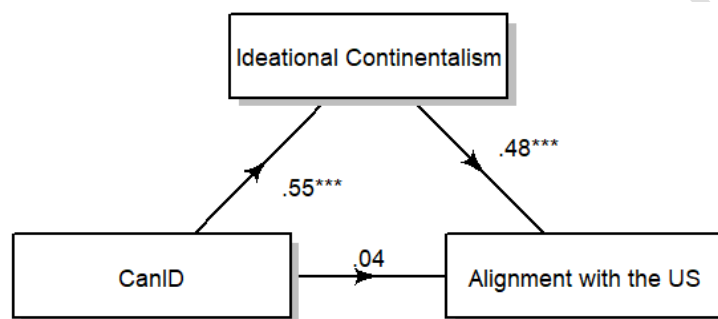 Ideational Continentalism
.48***
.55***
.04
CanID
Alignment with the US